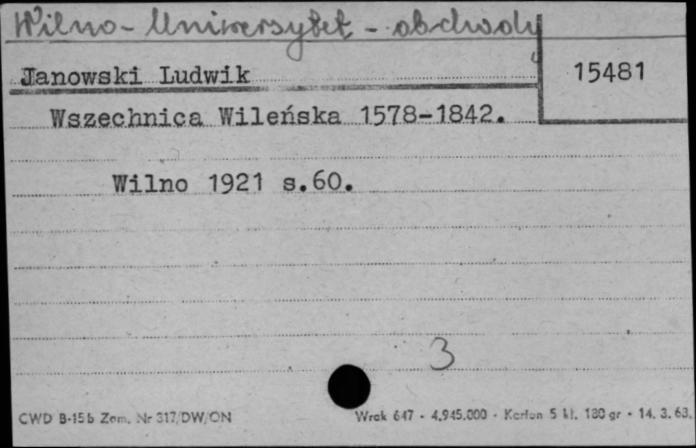 Wilno - Uniwersytet - obchody
Janowski Ludwik
15481
Wszechnica Wileńska 1578-1842.
Wilno 1921 s.60.
3
CWD B-15b Zam. Nr 317/DW/ON
Wrak 647 - 4.945.000 - Karton 5 kl. 180 gr - 14. 3. 63.